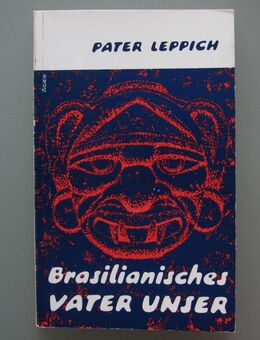 PATER LEPPICH
Brasilianisches
VATER UNSER